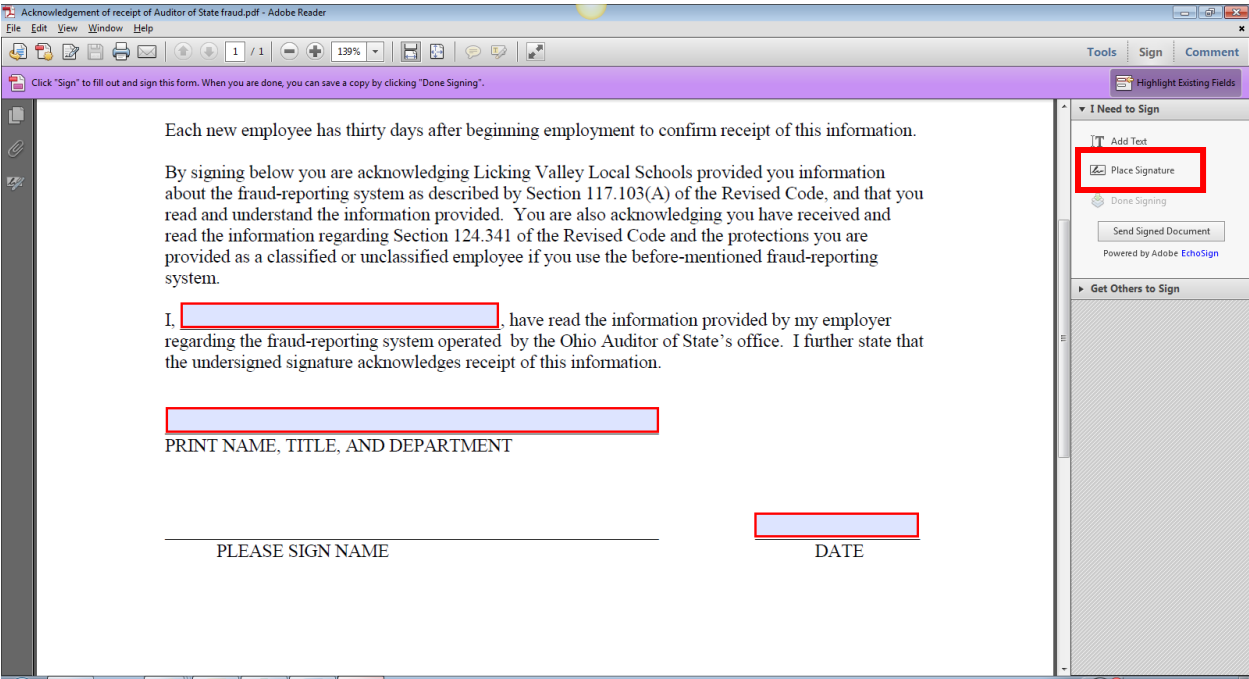 Acknowledgement of receipt of Auditor of State fraud.pdf - Adobe Reader
File Edit View Window Help
1 / 1 139% Tools Sign Comment
Click "Sign" to fill out and sign this form. When you are done, you can save a copy by clicking "Done Signing". Highlight Existing Fields
Each new employee has thirty days after beginning employment to confirm receipt of this information.
By signing below you are acknowledging Licking Valley Local Schools provided you information
about the fraud-reporting system as described by Section 117.103(A) of the Revised Code, and that you
read and understand the information provided. You are also acknowledging you have received and
read the information regarding Section 124.341 of the Revised Code and the protections you are
provided as a classified or unclassified employee if you use the before-mentioned fraud-reporting
system.
I, , have read the information provided by my employer
regarding the fraud-reporting system operated by the Ohio Auditor of State's office. I further state that
the undersigned signature acknowledges receipt of this information.
PRINT NAME, TITLE, AND DEPARTMENT
PLEASE SIGN NAME DATE
I Need to Sign
Add Text
Place Signature
Done Signing
Send Signed Document
Powered by Adobe EchoSign
Get Others to Sign